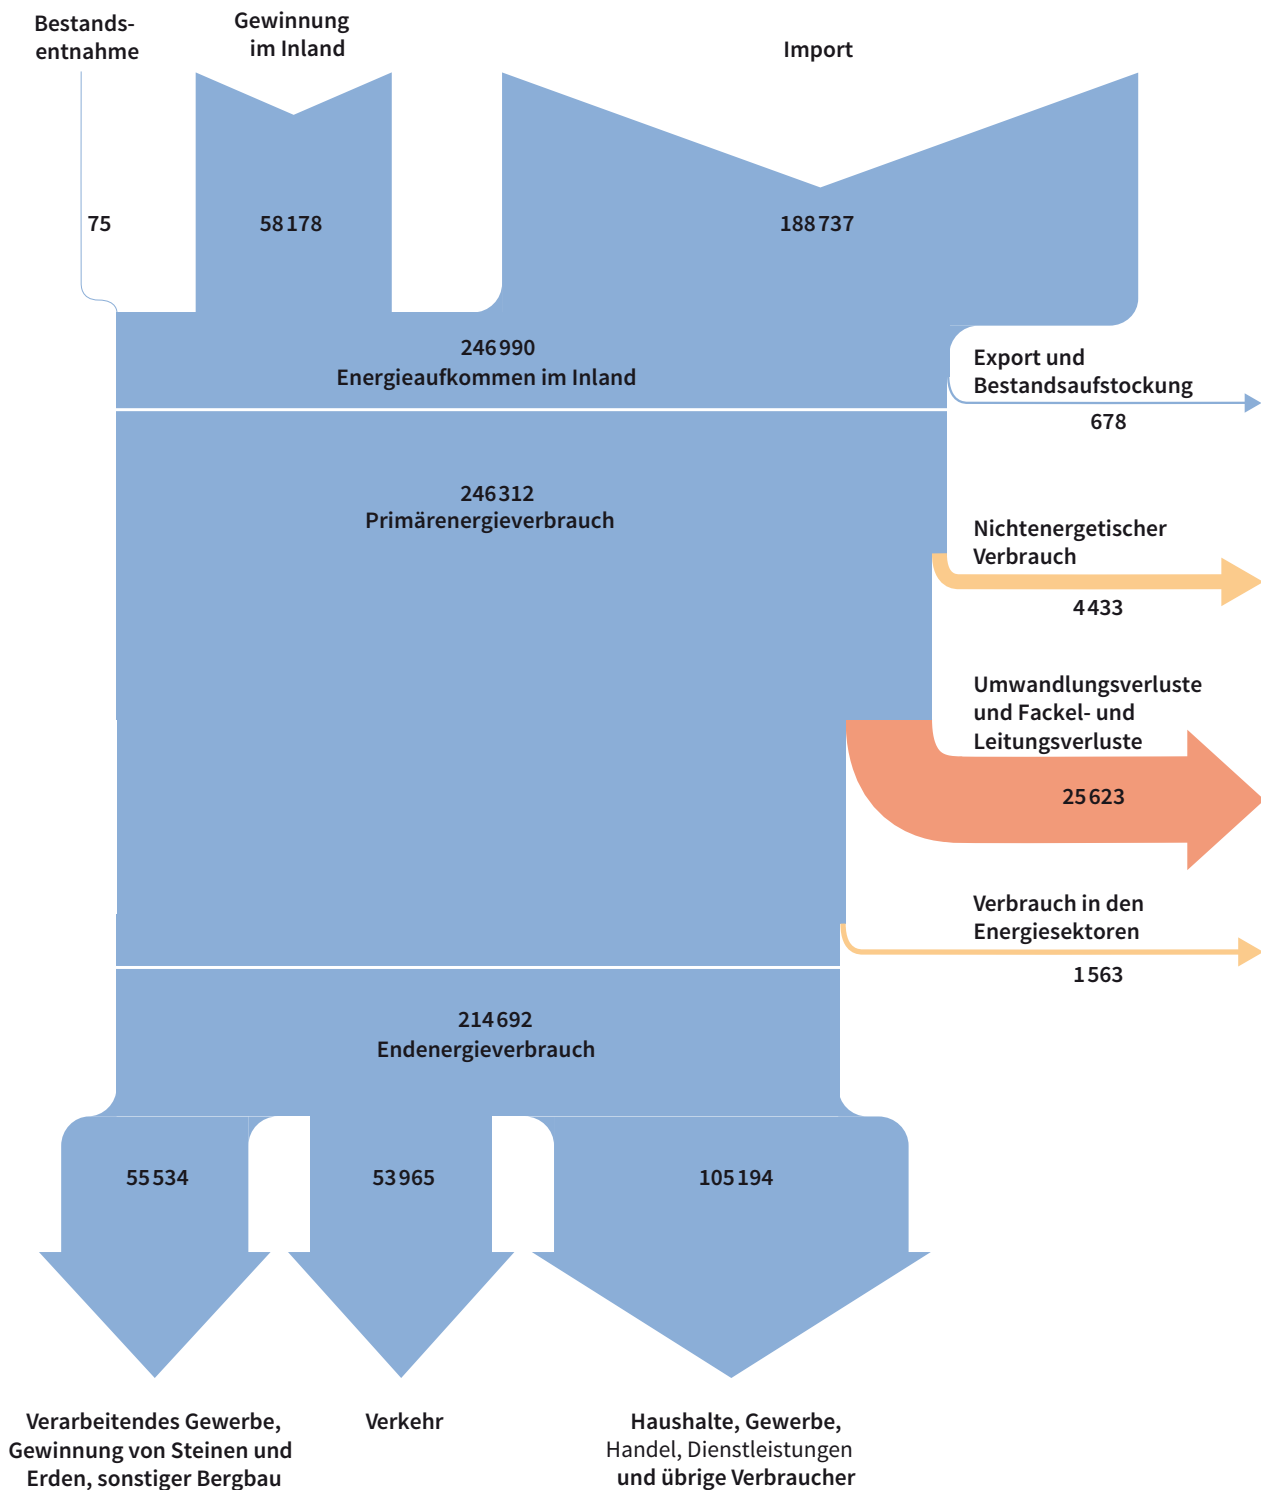 Bestands-
entnahme
Gewinnung
im Inland
Import
75
58 178
188 737
246 990
Energieaufkommen im Inland
Export und
Bestandsaufstockung
678
246 312
Primärenergieverbrauch
Nichtenergetischer
Verbrauch
4 433
Umwandlungsverluste
und Fackel- und
Leitungsverluste
25 623
Verbrauch in den
Energiesektoren
1 563
214 692
Endenergieverbrauch
55 534
53 965
105 194
Verarbeitendes Gewerbe,
Gewinnung von Steinen und
Erden, sonstiger Bergbau
Verkehr
Haushalte, Gewerbe,
Handel, Dienstleistungen
und übrige Verbraucher